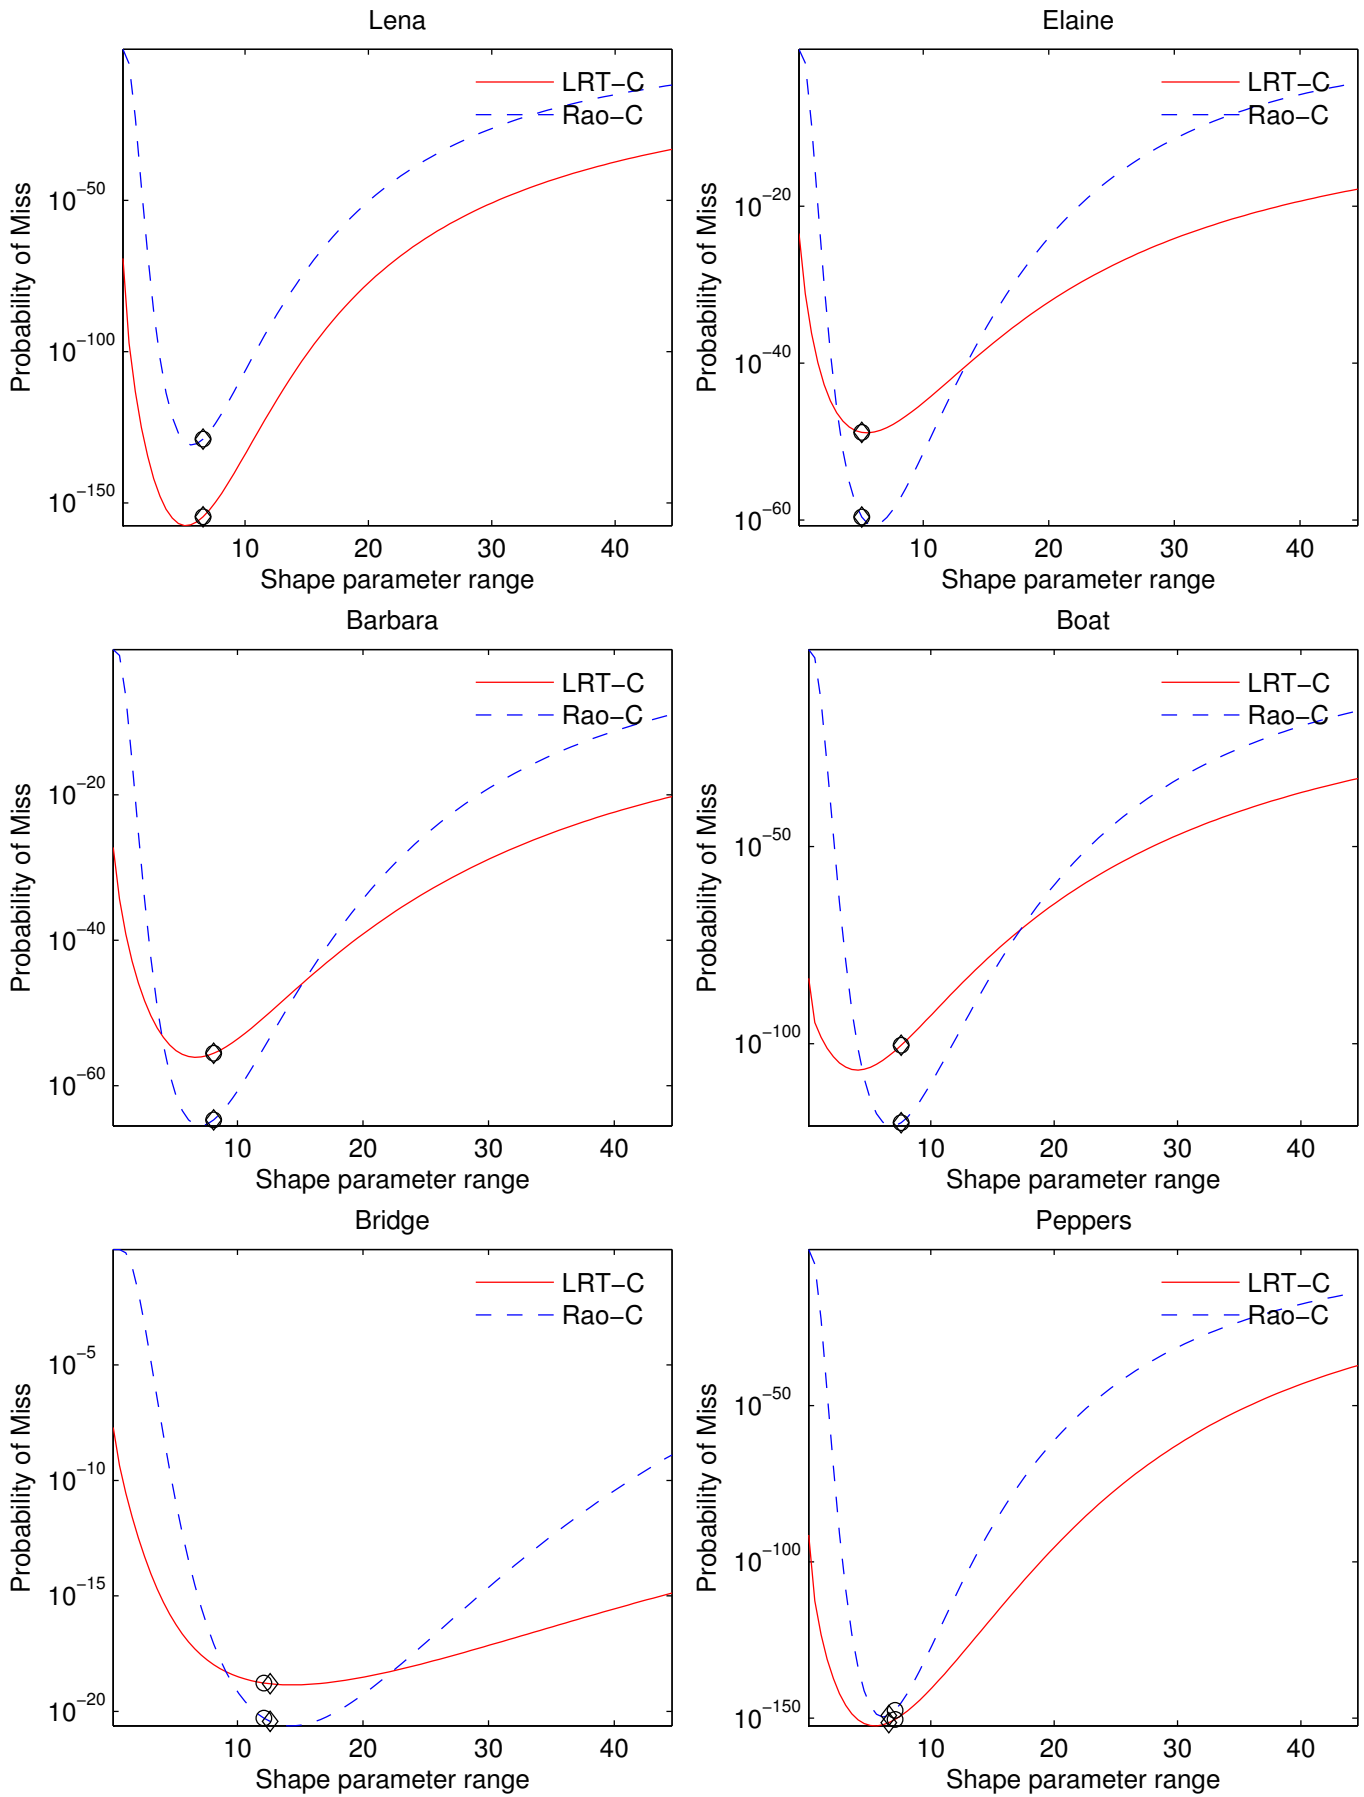 Lena
LRT−C
Rao−C
Probability of Miss
10^−50
10^−100
10^−150
10 20 30 40
Shape parameter range
Elaine
LRT−C
Rao−C
Probability of Miss
10^−20
10^−40
10^−60
10 20 30 40
Shape parameter range
Barbara
LRT−C
Rao−C
Probability of Miss
10^−20
10^−40
10^−60
10 20 30 40
Shape parameter range
Boat
LRT−C
Rao−C
Probability of Miss
10^−50
10^−100
10 20 30 40
Shape parameter range
Bridge
LRT−C
Rao−C
Probability of Miss
10^−5
10^−10
10^−15
10^−20
10 20 30 40
Shape parameter range
Peppers
LRT−C
Rao−C
Probability of Miss
10^−50
10^−100
10^−150
10 20 30 40
Shape parameter range